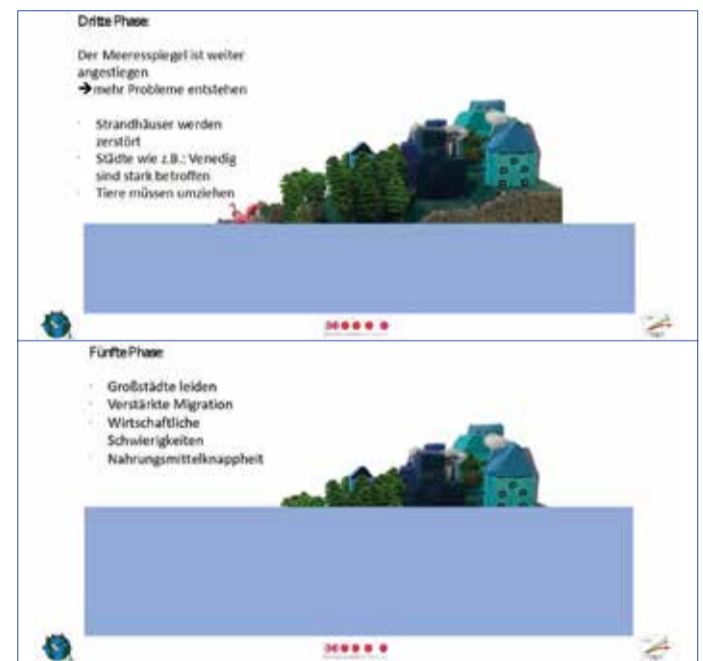 Dritte Phase:
Der Meeresspiegel ist weiter
angestiegen
➔mehr Probleme entstehen
· Strandhäuser werden
zerstört
· Städte wie z.B.: Venedig
sind stark betroffen
· Tiere müssen umziehen
Fünfte Phase:
· Großstädte leiden
· Verstärkte Migration
· Wirtschaftliche
Schwierigkeiten
· Nahrungsmittelknappheit